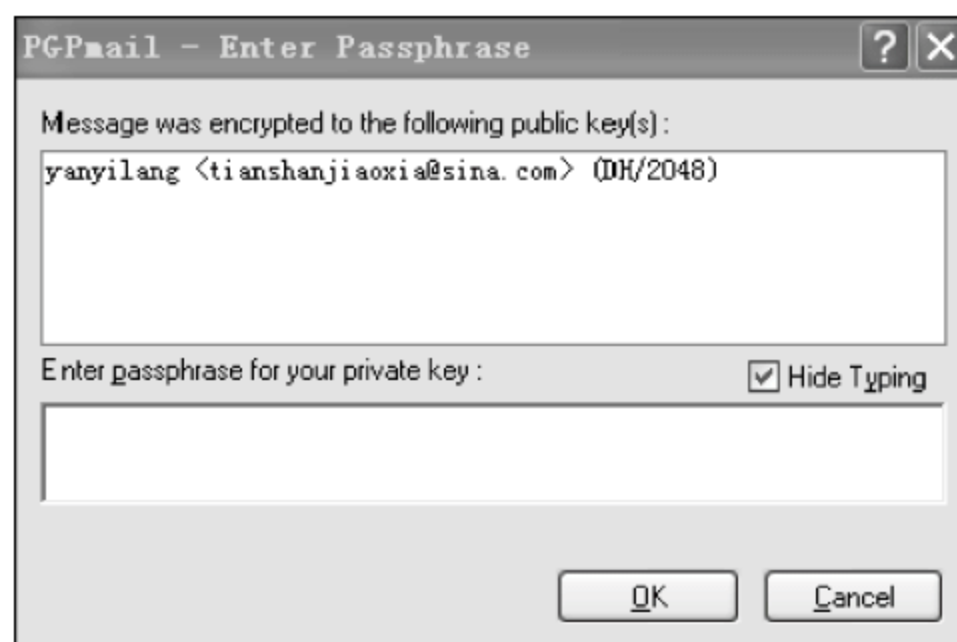 PGPmail - Enter Passphrase
Message was encrypted to the following public key(s) :
yanyilang <tianshanjiaoxia@sina.com> (DH/2048)
Enter passphrase for your private key :
Hide Typing
OK
Cancel